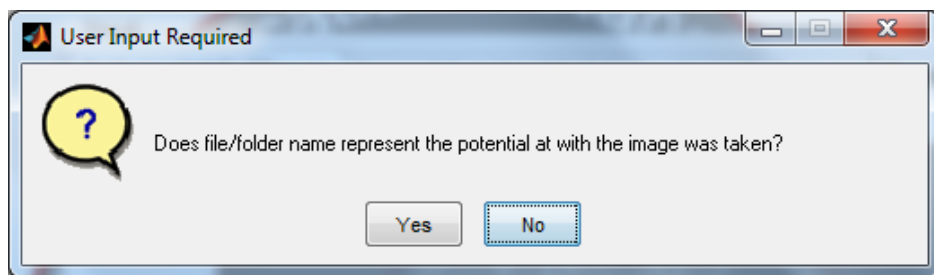 User Input Required
?
Does file/folder name represent the potential at with the image was taken?
Yes
No